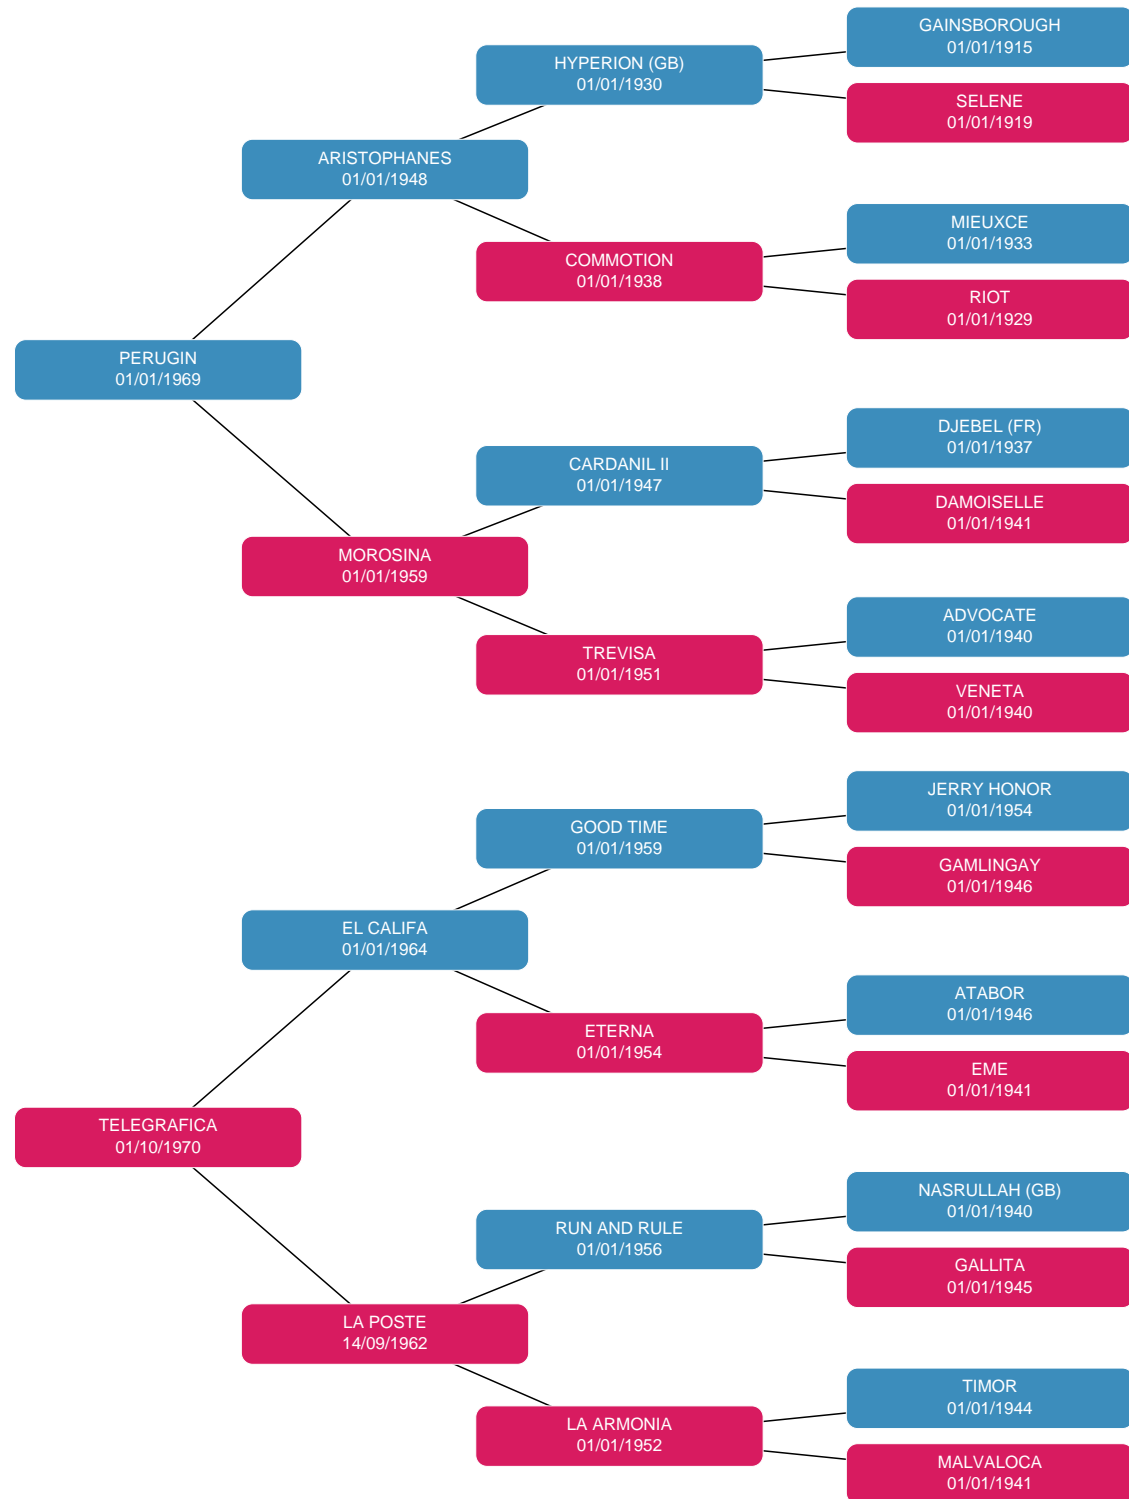 GAINSBOROUGH
01/01/1915
HYPERION (GB)
01/01/1930
SELENE
01/01/1919
ARISTOPHANES
01/01/1948
MIEUXCE
01/01/1933
COMMOTION
01/01/1938
RIOT
01/01/1929
PERUGIN
01/01/1969
DJEBEL (FR)
01/01/1937
CARDANIL II
01/01/1947
DAMOISELLE
01/01/1941
MOROSINA
01/01/1959
ADVOCATE
01/01/1940
TREVISA
01/01/1951
VENETA
01/01/1940
JERRY HONOR
01/01/1954
GOOD TIME
01/01/1959
GAMLINGAY
01/01/1946
EL CALIFA
01/01/1964
ATABOR
01/01/1946
ETERNA
01/01/1954
EME
01/01/1941
TELEGRAFICA
01/10/1970
NASRULLAH (GB)
01/01/1940
RUN AND RULE
01/01/1956
GALLITA
01/01/1945
LA POSTE
14/09/1962
TIMOR
01/01/1944
LA ARMONIA
01/01/1952
MALVALOCA
01/01/1941